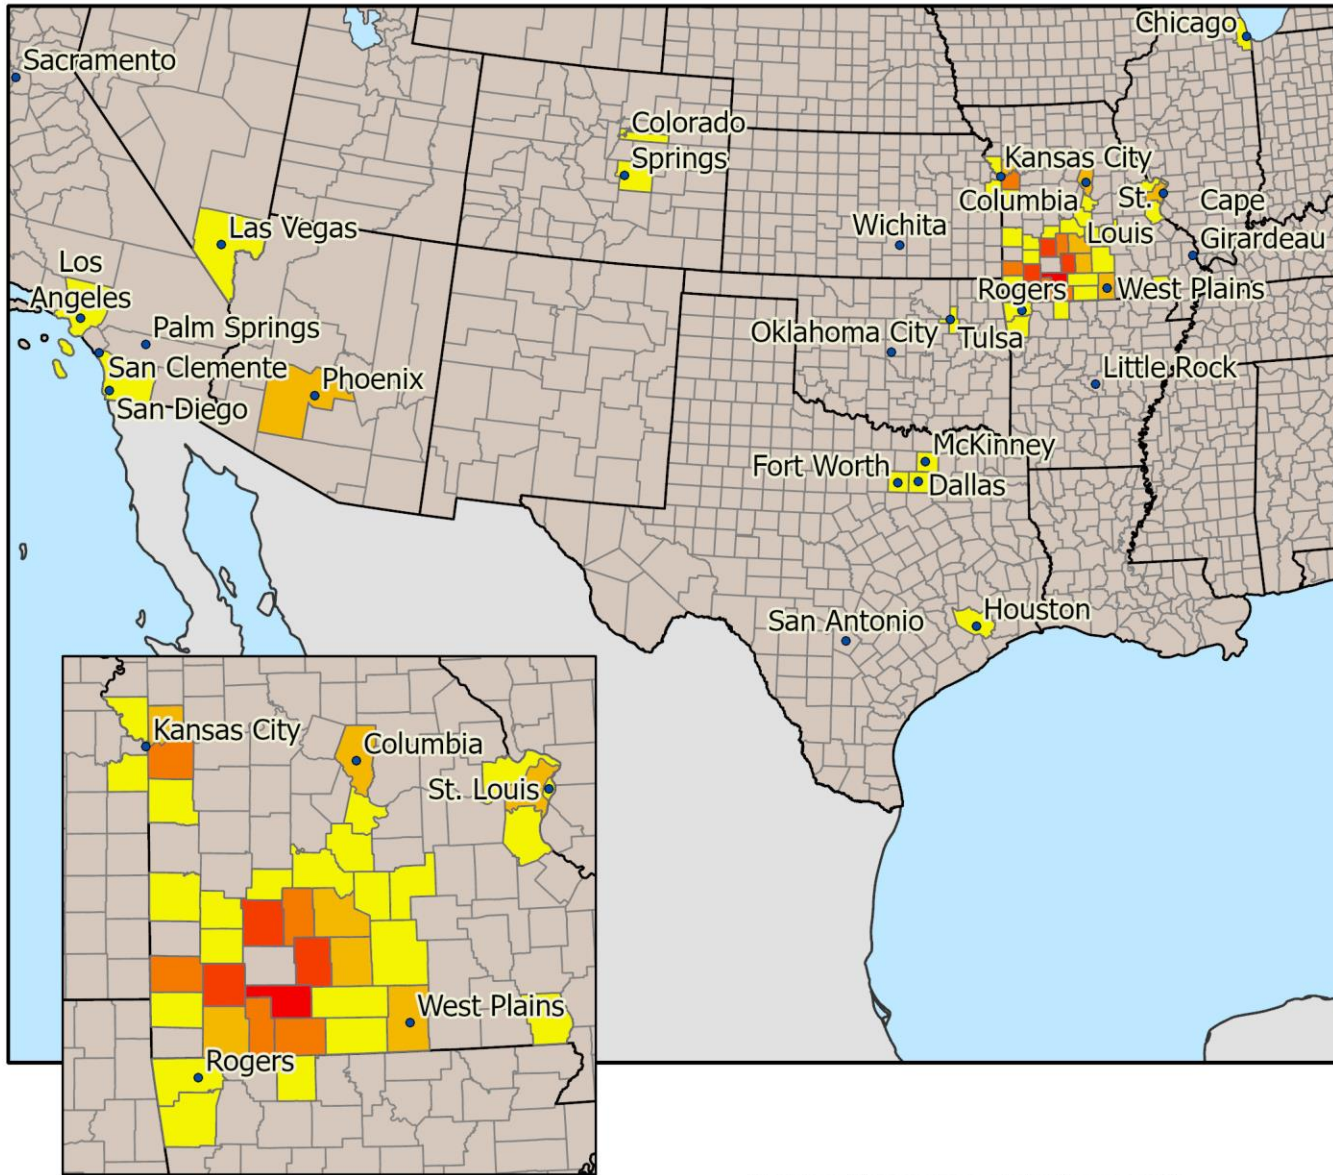 Chicago
Sacramento
Colorado
Springs
Kansas City
Columbia
St.
Louis
Cape
Girardeau
Wichita
Las Vegas
Los
Angeles
Palm Springs
San Clemente
San Diego
Phoenix
Rogers
West Plains
Oklahoma City
Tulsa
Little Rock
McKinney
Fort Worth
Dallas
San Antonio
Houston
Kansas City
Columbia
St. Louis
West Plains
Rogers